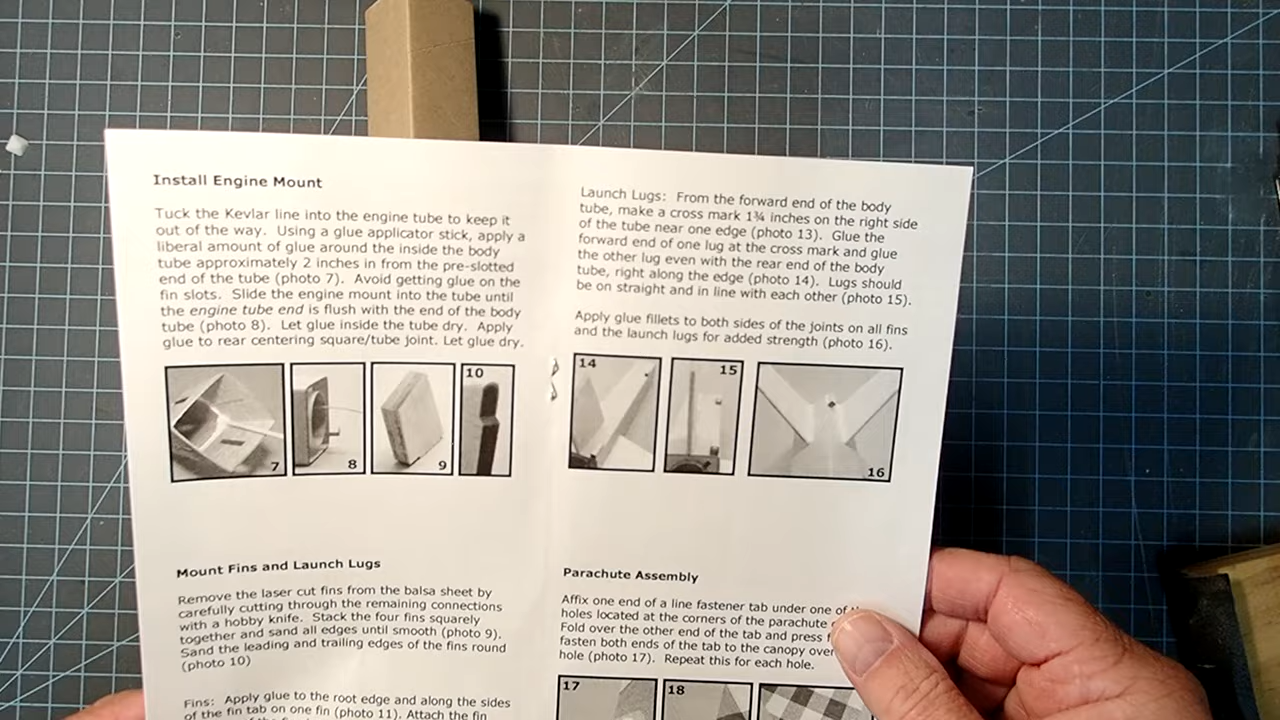 Install Engine Mount
Tuck the Kevlar line into the engine tube to keep it
out of the way. Using a glue applicator stick, apply a
liberal amount of glue around the inside the body
tube approximately 2 inches in from the pre-slotted
end of the tube (photo 7). Avoid getting glue on the
fin slots. Slide the engine mount into the tube until
the engine tube end is flush with the end of the body
tube (photo 8). Let glue inside the tube dry. Apply
glue to rear centering square/tube joint. Let glue dry.
7
8
9
10
Mount Fins and Launch Lugs
Remove the laser cut fins from the balsa sheet by
carefully cutting through the remaining connections
with a hobby knife. Stack the four fins squarely
together and sand all edges until smooth (photo 9).
Sand the leading and trailing edges of the fins round
(photo 10)
Fins: Apply glue to the root edge and along the sides
of the fin tab on one fin (photo 11). Attach the fin
Launch Lugs: From the forward end of the body
tube, make a cross mark 1¾ inches on the right side
of the tube near one edge (photo 13). Glue the
forward end of one lug at the cross mark and glue
the other lug even with the rear end of the body
tube, right along the edge (photo 14). Lugs should
be on straight and in line with each other (photo 15).
Apply glue fillets to both sides of the joints on all fins
and the launch lugs for added strength (photo 16).
14
15
16
Parachute Assembly
Affix one end of a line fastener tab under one of
holes located at the corners of the parachute
Fold over the other end of the tab and press
fasten both ends of the tab to the canopy over
hole (photo 17). Repeat this for each hole.
17
18